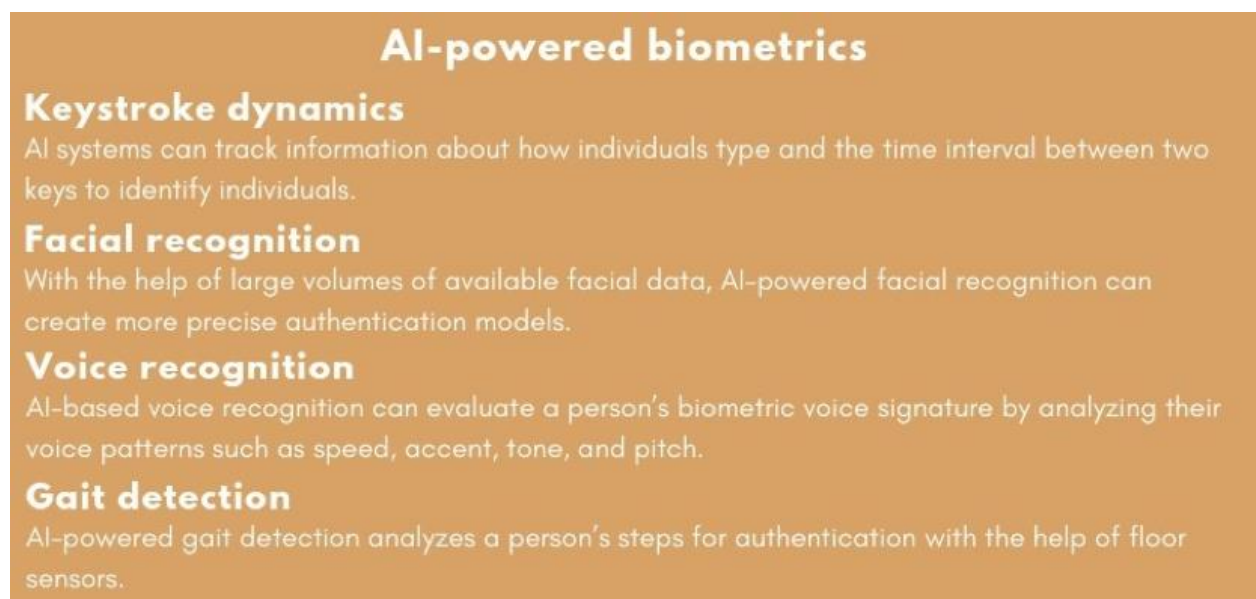 AI-powered biometrics
Keystroke dynamics
AI systems can track information about how individuals type and the time interval between two
keys to identify individuals.
Facial recognition
With the help of large volumes of available facial data, AI-powered facial recognition can
create more precise authentication models.
Voice recognition
AI-based voice recognition can evaluate a person’s biometric voice signature by analyzing their
voice patterns such as speed, accent, tone, and pitch.
Gait detection
AI-powered gait detection analyzes a person’s steps for authentication with the help of floor
sensors.